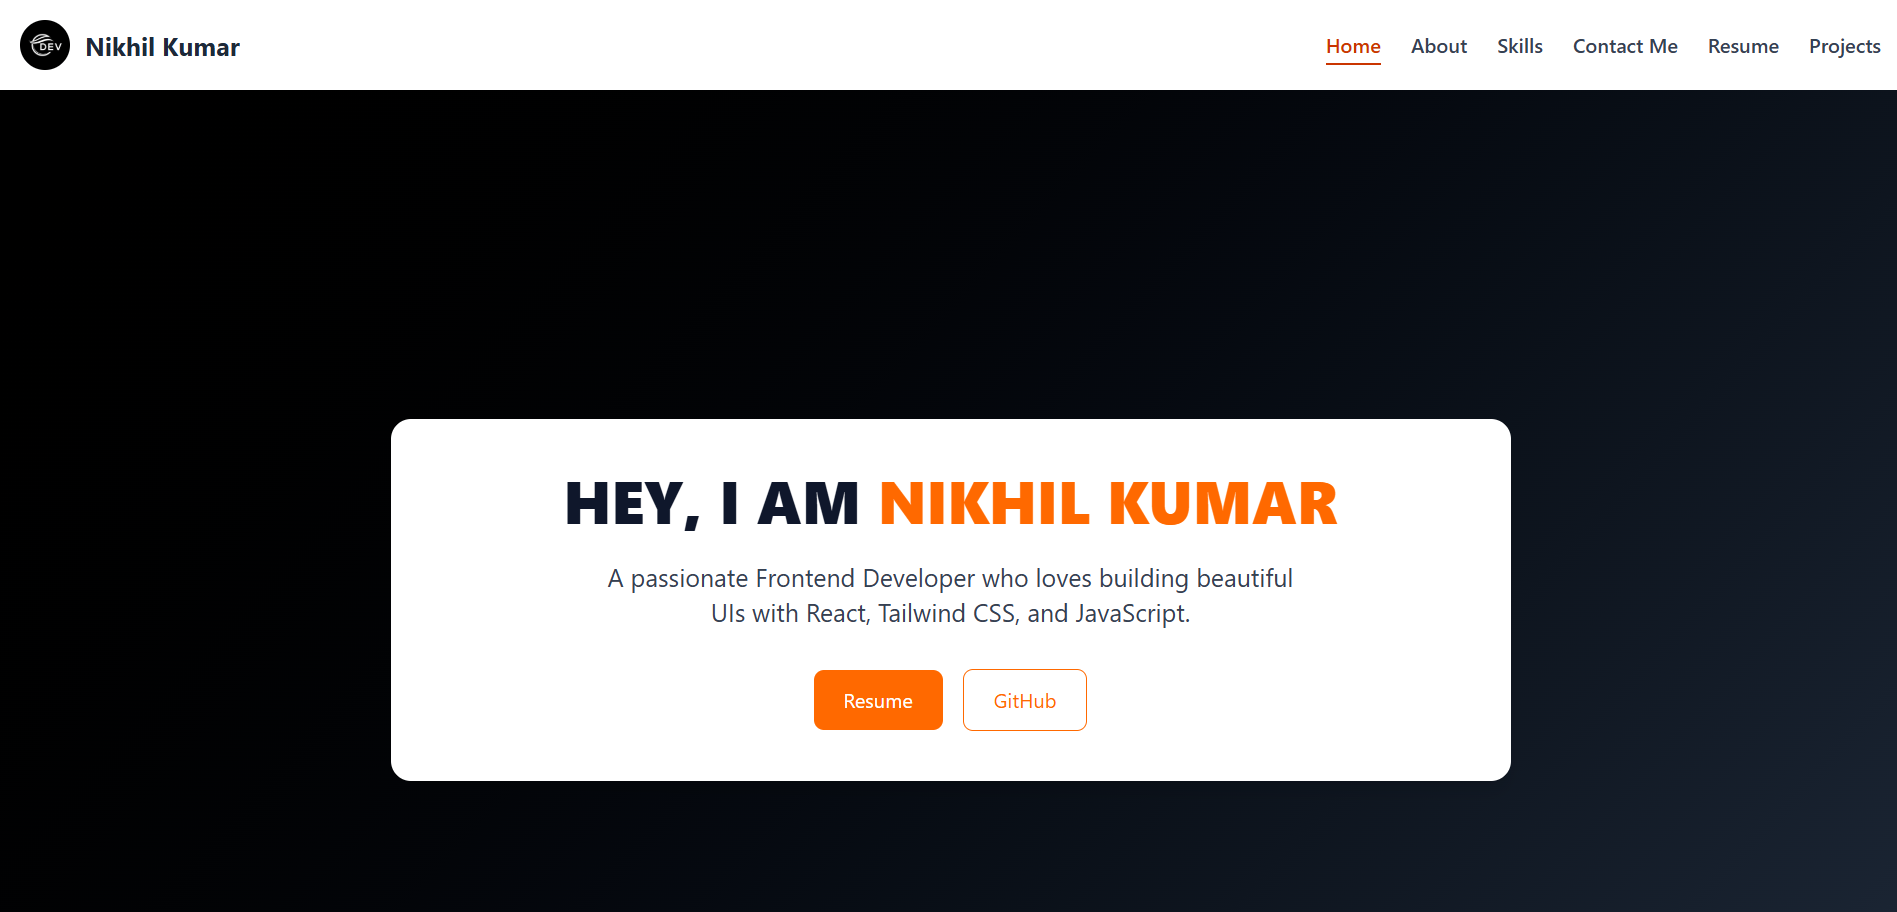 DEV
Nikhil Kumar
Home
About
Skills
Contact Me
Resume
Projects
HEY, I AM NIKHIL KUMAR
A passionate Frontend Developer who loves building beautiful
UIs with React, Tailwind CSS, and JavaScript.
Resume
GitHub